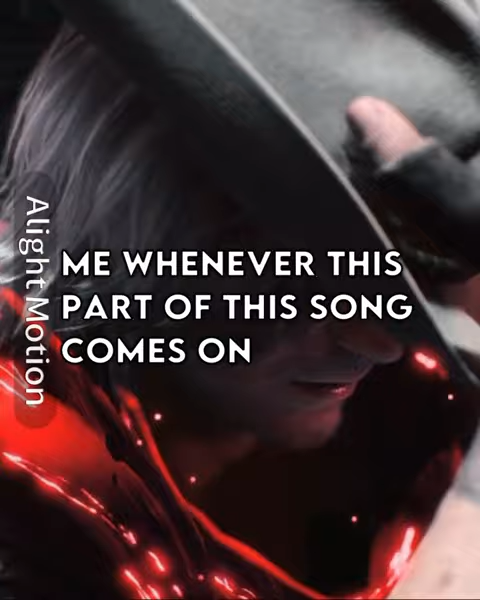 Alight Motion
ME WHENEVER THIS
PART OF THIS SONG
COMES ON